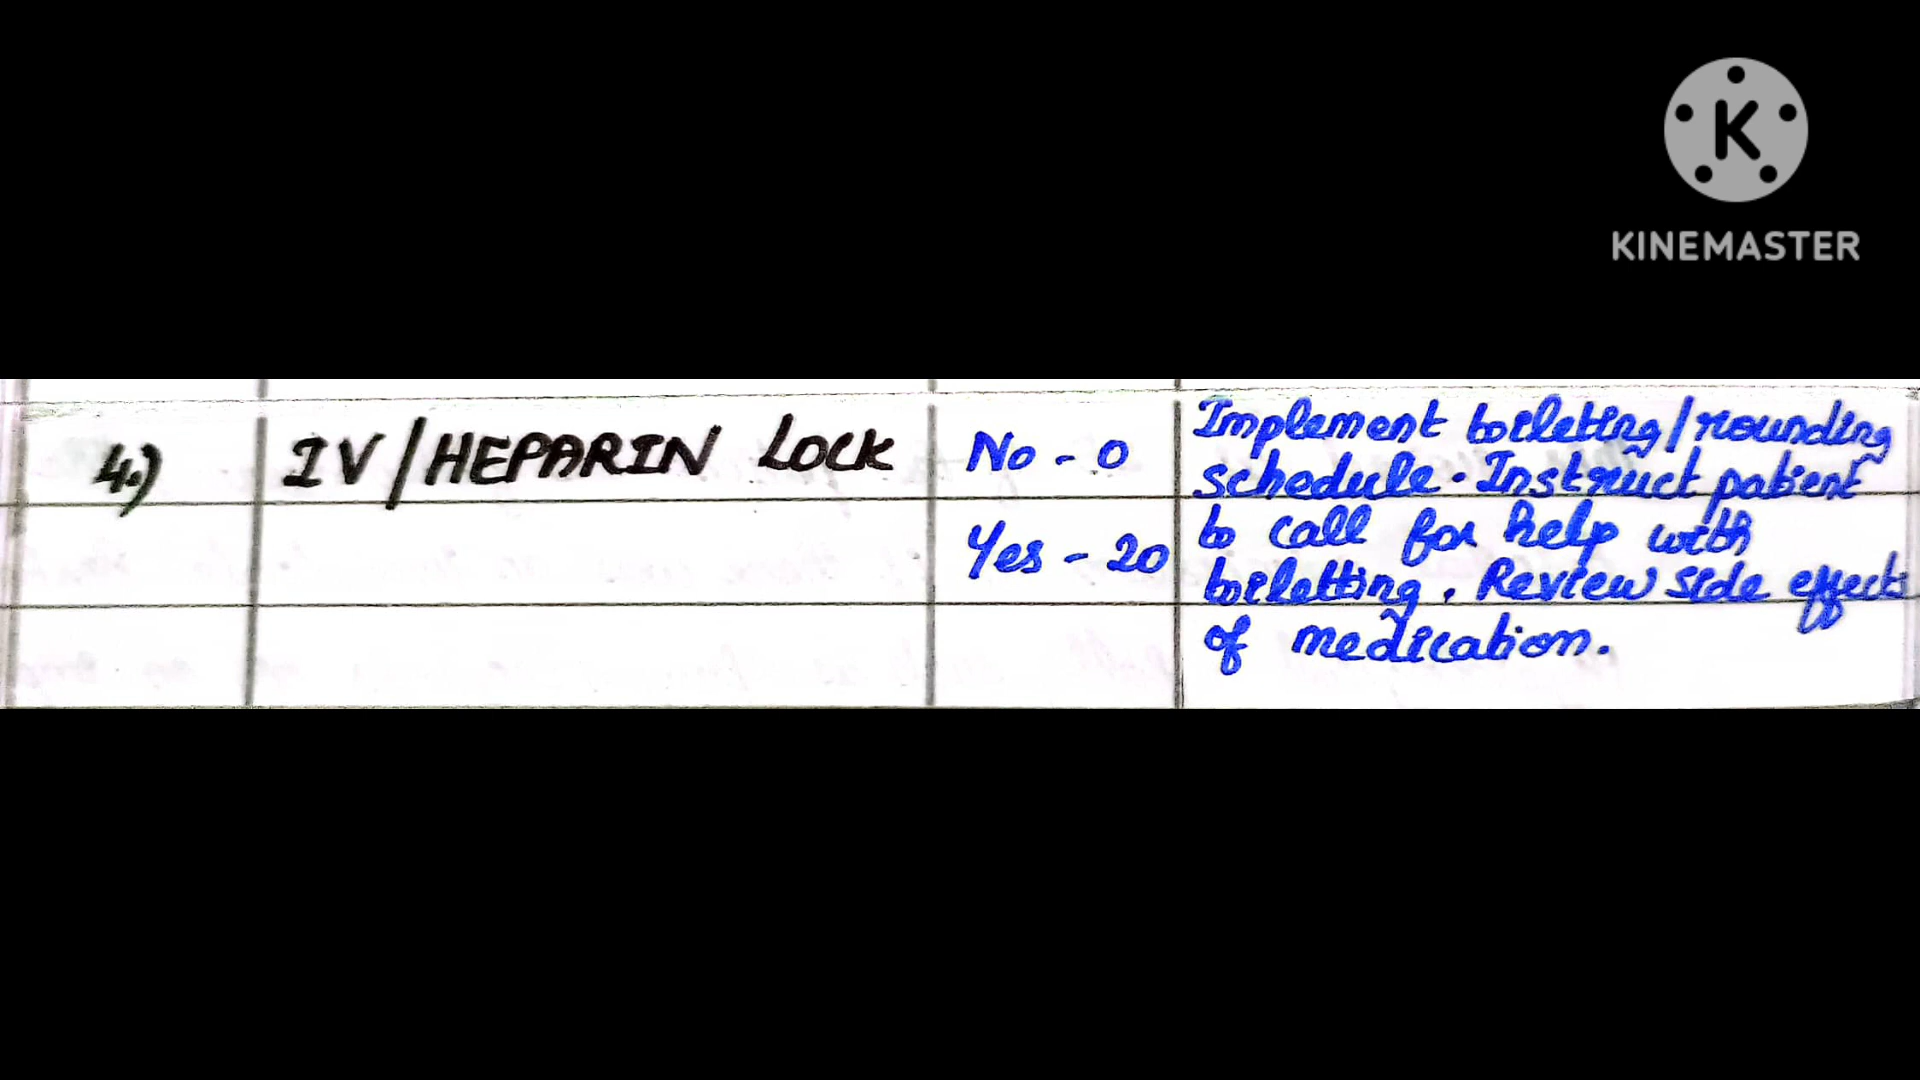 KINEMASTER
4.) IV/HEPARIN LOCK No - 0 Implement toileting/rounding
schedule. Instruct patient
Yes - 20 to call for help with
toiletting. Review side effects
of medication.